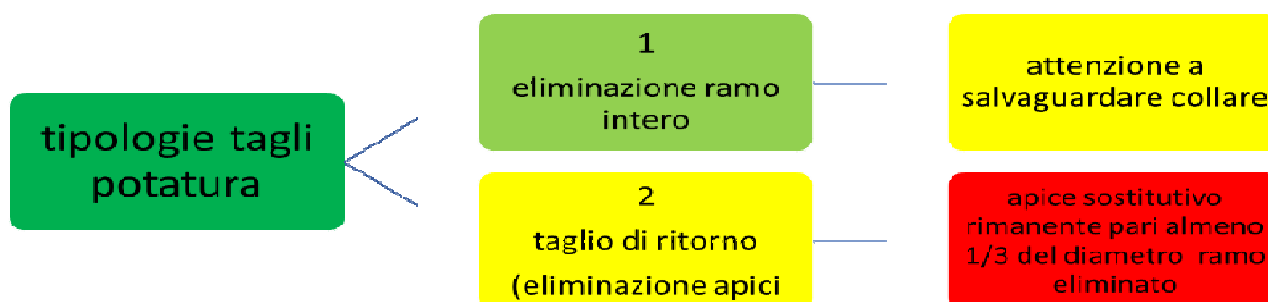 tipologie tagli
potatura
1
eliminazione ramo
intero
attenzione a
salvaguardare collare
2
taglio di ritorno
(eliminazione apici
apice sostitutivo
rimanente pari almeno
1/3 del diametro ramo
eliminato